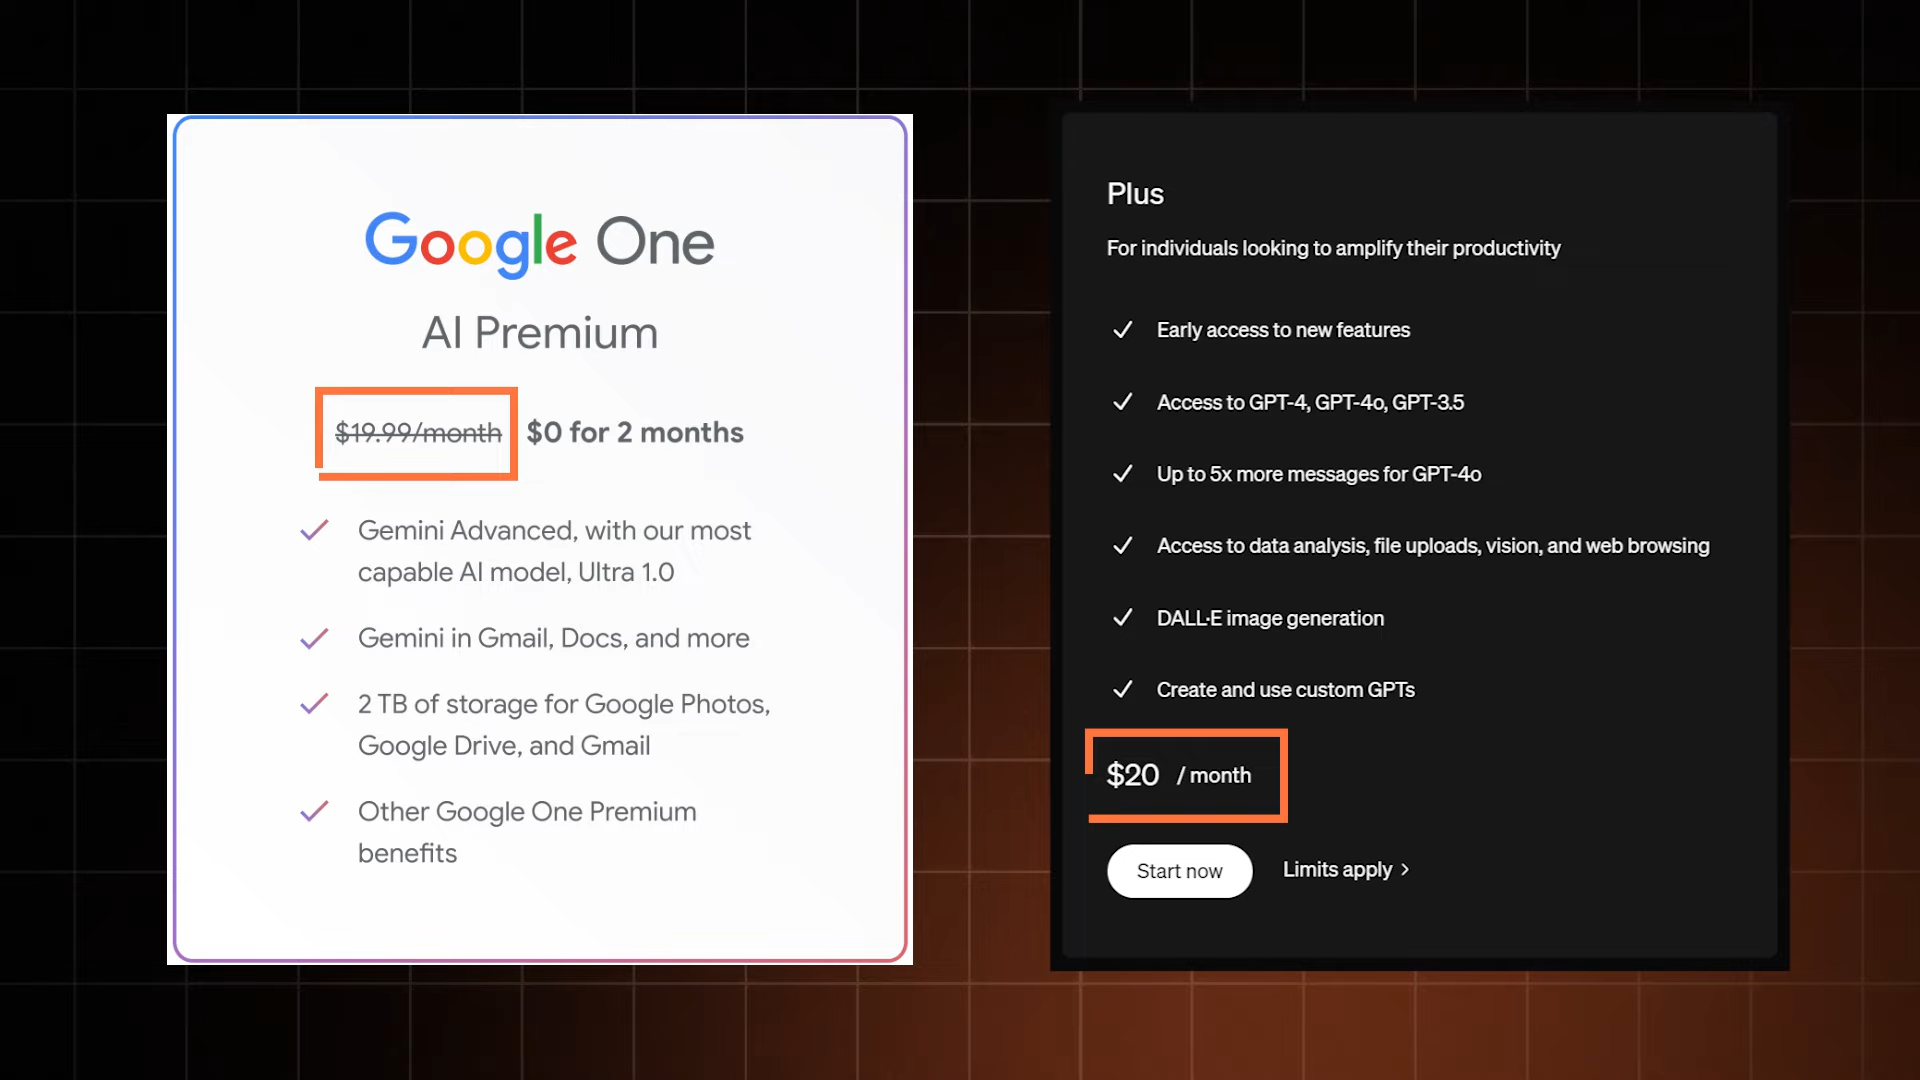 Google One
AI Premium
$19.99/month $0 for 2 months
Gemini Advanced, with our most
capable AI model, Ultra 1.0
Gemini in Gmail, Docs, and more
2 TB of storage for Google Photos,
Google Drive, and Gmail
Other Google One Premium
benefits
Plus
For individuals looking to amplify their productivity
Early access to new features
Access to GPT-4, GPT-4o, GPT-3.5
Up to 5x more messages for GPT-4o
Access to data analysis, file uploads, vision, and web browsing
DALL·E image generation
Create and use custom GPTs
$20 / month
Start now
Limits apply >